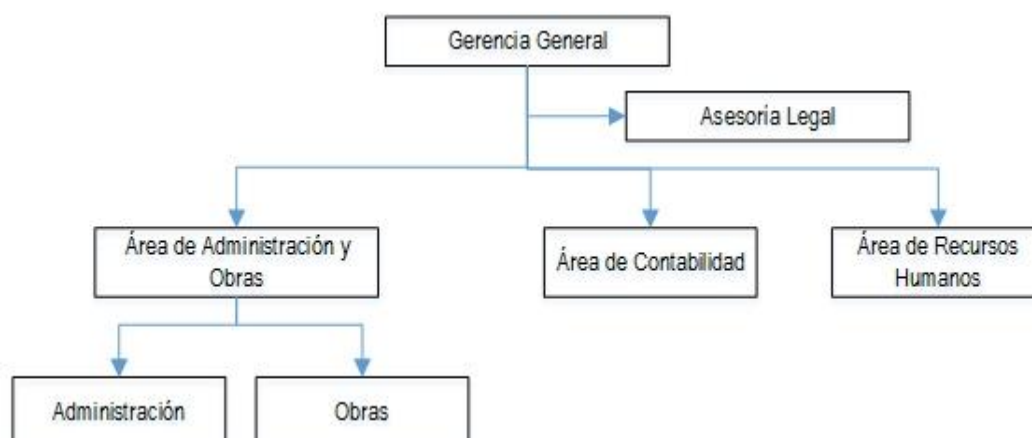 Gerencia General
Asesoría Legal
Área de Administración y
Obras
Área de Contabilidad
Área de Recursos
Humanos
Administración
Obras